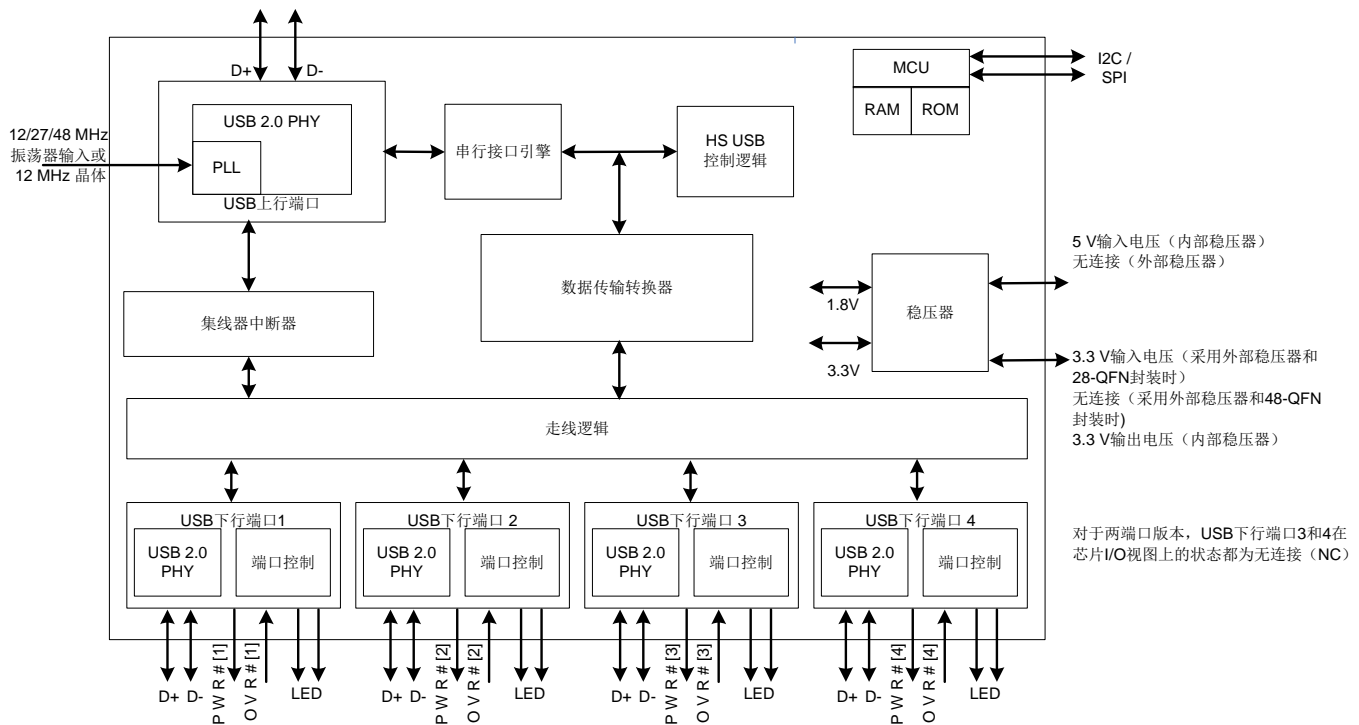 D+ D-
MCU
RAM ROM
I2C /
SPI
12/27/48 MHz
振荡器输入或
12 MHz 晶体
USB 2.0 PHY
PLL
USB上行端口
串行接口引擎
HS USB
控制逻辑
集线器中断器
数据传输转换器
1.8V
3.3V
稳压器
5 V输入电压（内部稳压器）
无连接（外部稳压器）
3.3 V输入电压（采用外部稳压器和
28-QFN封装时）
无连接（采用外部稳压器和48-QFN
封装时)
3.3 V输出电压（内部稳压器）
走线逻辑
USB下行端口1
USB 2.0
PHY
端口控制
D+ D-
PWR#[1]
OVR#[1]
LED
USB下行端口 2
USB 2.0
PHY
端口控制
D+ D-
PWR#[2]
OVR#[2]
LED
USB下行端口 3
USB 2.0
PHY
端口控制
D+ D-
PWR#[3]
OVR#[3]
LED
USB下行端口 4
USB 2.0
PHY
端口控制
D+ D-
PWR#[4]
OVR#[4]
LED
对于两端口版本，USB下行端口3和4在
芯片I/O视图上的状态都为无连接（NC）